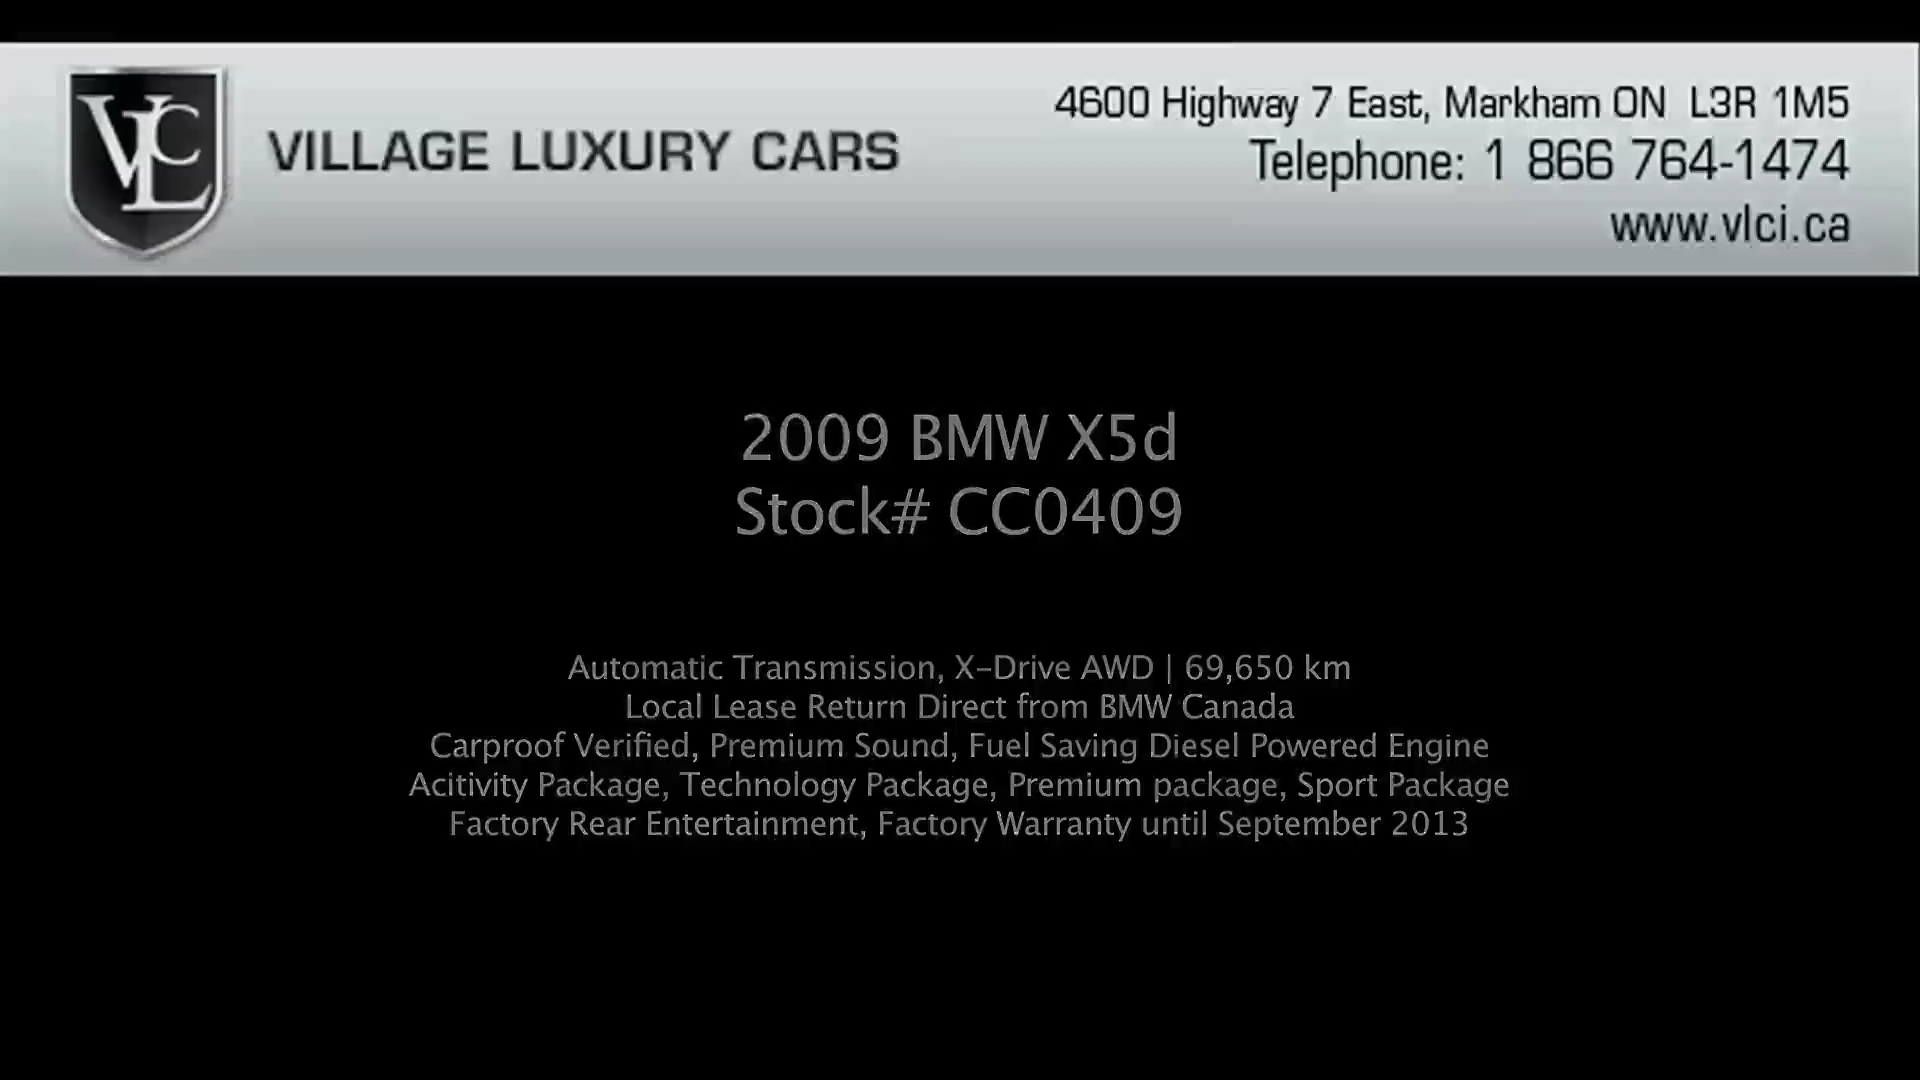 VLC
VILLAGE LUXURY CARS
4600 Highway 7 East, Markham ON L3R 1M5
Telephone: 1 866 764-1474
www.vlci.ca
2009 BMW X5d
Stock# CC0409
Automatic Transmission, X-Drive AWD | 69,650 km
Local Lease Return Direct from BMW Canada
Carproof Verified, Premium Sound, Fuel Saving Diesel Powered Engine
Acitivity Package, Technology Package, Premium package, Sport Package
Factory Rear Entertainment, Factory Warranty until September 2013